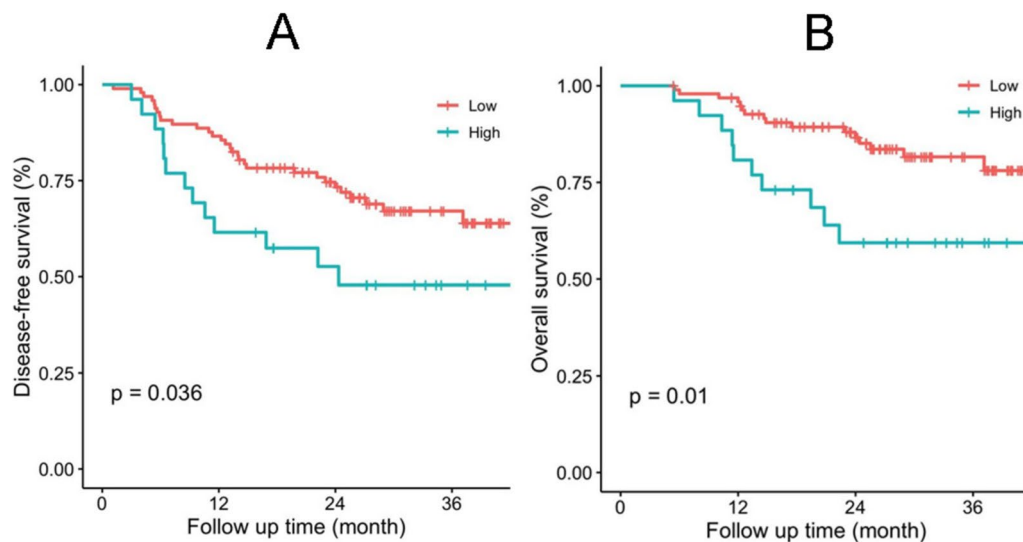 A
Disease-free survival (%)
1.00
0.75
0.50
0.25
0.00
Low
High
p = 0.036
0 12 24 36
Follow up time (month)
B
Overall survival (%)
1.00
0.75
0.50
0.25
0.00
Low
High
p = 0.01
0 12 24 36
Follow up time (month)